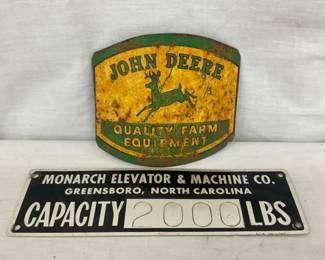 JOHN DEERE
QUALITY FARM
EQUIPMENT
MONARCH ELEVATOR & MACHINE CO.
GREENSBORO, NORTH CAROLINA
CAPACITY 2000 LBS